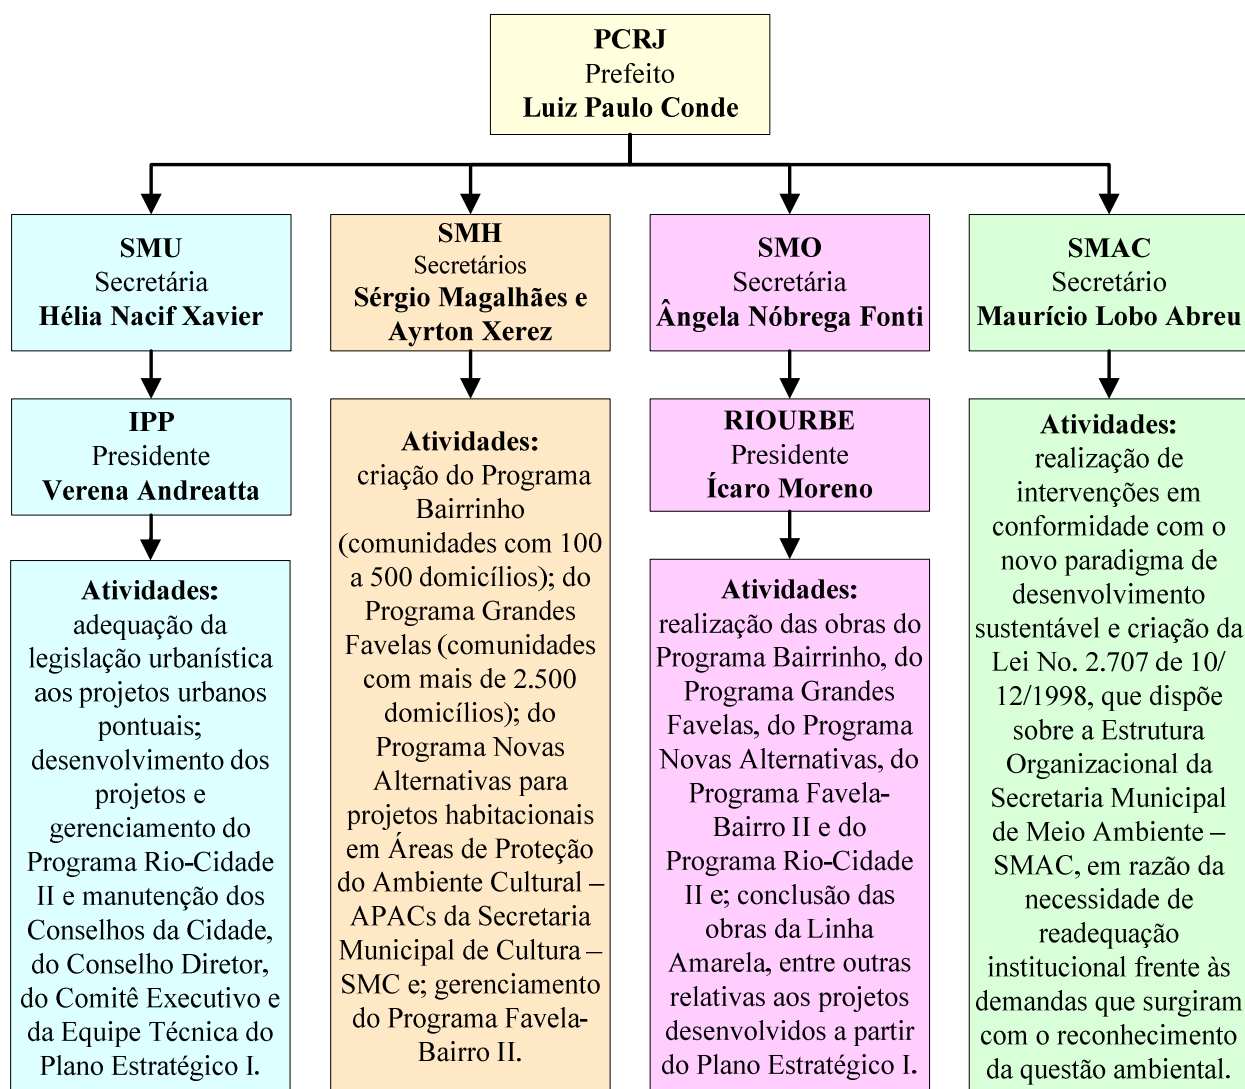 PCRJ
Prefeito
Luiz Paulo Conde
SMU
Secretária
Hélia Nacif Xavier
SMH
Secretários
Sérgio Magalhães e
Ayrton Xerez
SMO
Secretária
Ângela Nóbrega Fonti
SMAC
Secretário
Maurício Lobo Abreu
IPP
Presidente
Verena Andreatta
Atividades:
adequação da
legislação urbanística
aos projetos urbanos
pontuais;
desenvolvimento dos
projetos e
gerenciamento do
Programa Rio-Cidade
II e manutenção dos
Conselhos da Cidade,
do Conselho Diretor,
do Comitê Executivo e
da Equipe Técnica do
Plano Estratégico I.
Atividades:
criação do Programa
Bairrinho
(comunidades com 100
a 500 domicílios); do
Programa Grandes
Favelas (comunidades
com mais de 2.500
domicílios); do
Programa Novas
Alternativas para
projetos habitacionais
em Áreas de Proteção
do Ambiente Cultural –
APACs da Secretaria
Municipal de Cultura –
SMC e; gerenciamento
do Programa Favela-
Bairro II.
RIOURBE
Presidente
Ícaro Moreno
Atividades:
realização das obras do
Programa Bairrinho, do
Programa Grandes
Favelas, do Programa
Novas Alternativas, do
Programa Favela-
Bairro II e do
Programa Rio-Cidade
II e; conclusão das
obras da Linha
Amarela, entre outras
relativas aos projetos
desenvolvidos a partir
do Plano Estratégico I.
Atividades:
realização de
intervenções em
conformidade com o
novo paradigma de
desenvolvimento
sustentável e criação da
Lei No. 2.707 de 10/
12/1998, que dispõe
sobre a Estrutura
Organizacional da
Secretaria Municipal
de Meio Ambiente –
SMAC, em razão da
necessidade de
readequação
institucional frente às
demandas que surgiram
com o reconhecimento
da questão ambiental.